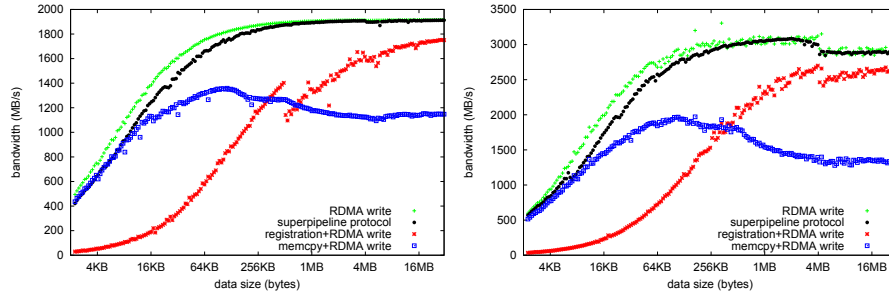 2000
1800
1600
1400
1200
1000
800
600
400
200
0
bandwidth (MB/s)
RDMA write
superpipeline protocol
registration+RDMA write
memcpy+RDMA write
4KB 16KB 64KB 256KB 1MB 4MB 16MB
data size (bytes)
3500
3000
2500
2000
1500
1000
500
0
bandwidth (MB/s)
RDMA write
superpipeline protocol
registration+RDMA write
memcpy+RDMA write
4KB 16KB 64KB 256KB 1MB 4MB 16MB
data size (bytes)